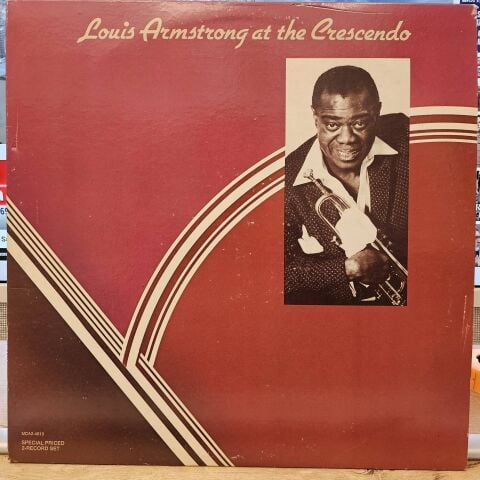 Louis Armstrong at the Crescendo
SPECIAL PRICED
2-RECORD SET